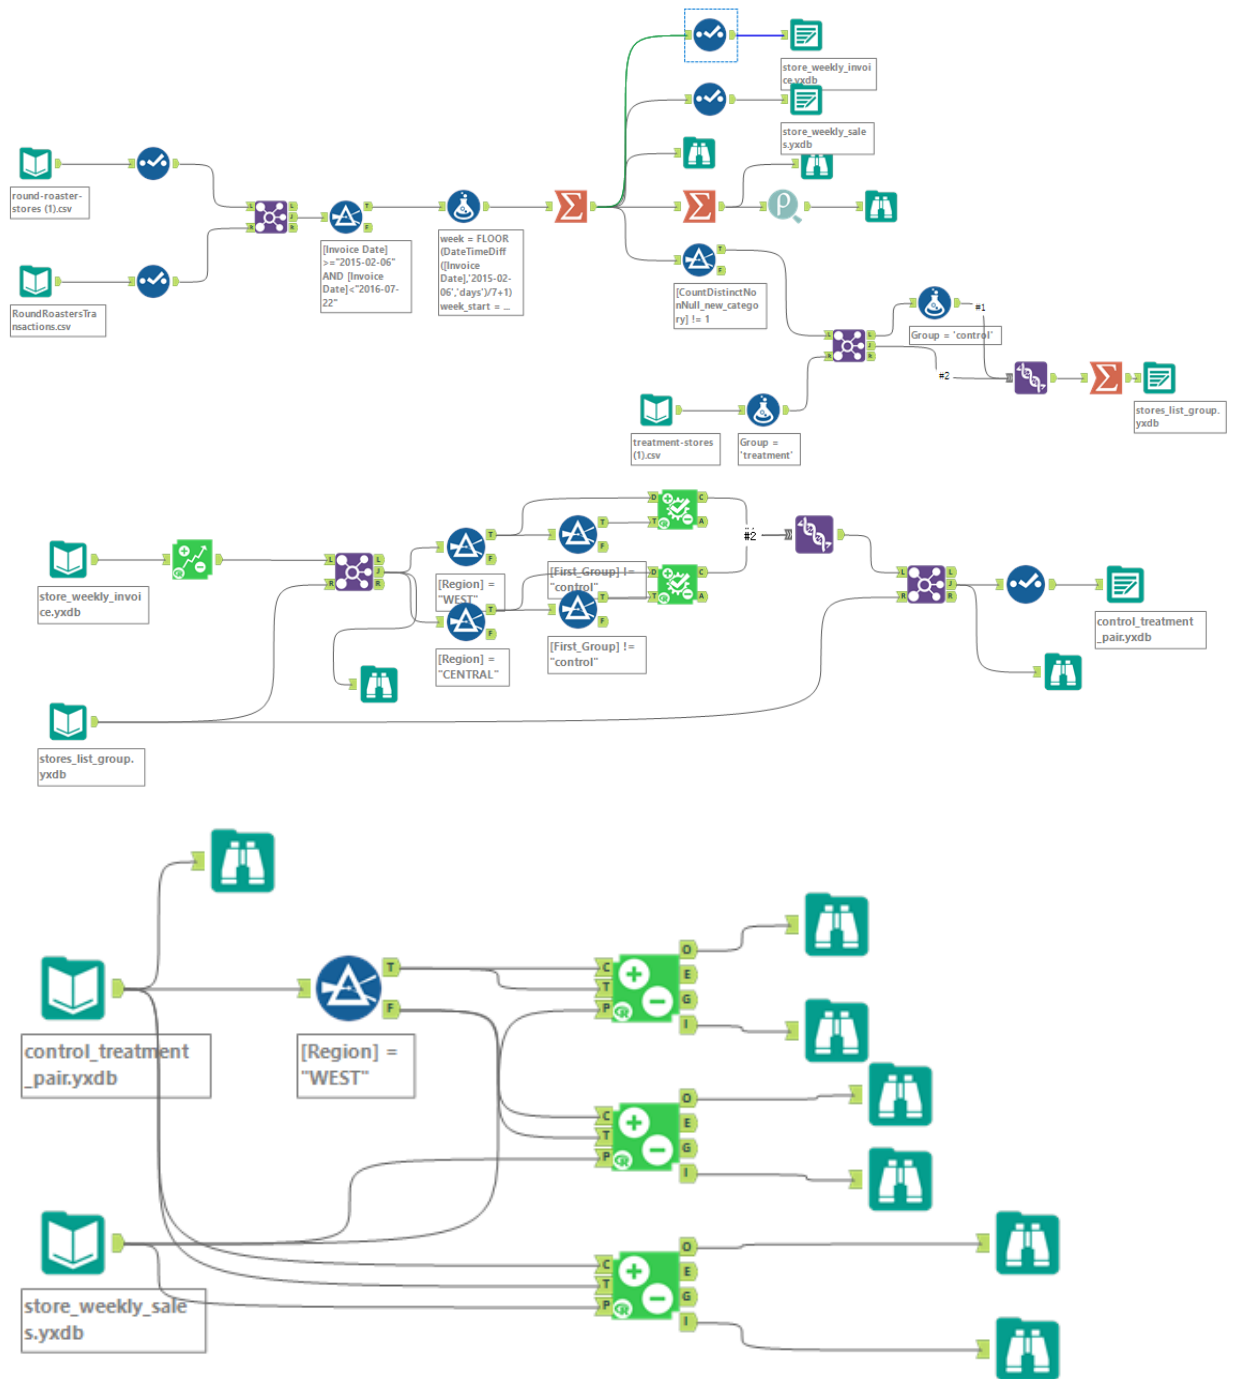 store_weekly_invoi
ce.yxdb
store_weekly_sale
s.yxdb
round-roaster-
stores (1).csv
RoundRoastersTra
nsactions.csv
L
R
L
J
R
T
F
[Invoice Date]
>="2015-02-06"
AND [Invoice
Date]<"2016-07-
22"
week = FLOOR
(DateTimeDiff
([Invoice
Date],'2015-02-
06','days')/7+1)
week_start = ...
T
F
[CountDistinctNo
nNull_new_catego
ry] != 1
Group = 'control'
#1
#2
L
R
L
J
R
treatment-stores
(1).csv
Group =
'treatment'
stores_list_group.
yxdb
store_weekly_invoi
ce.yxdb
L
R
L
J
R
T
F
[Region] =
"WEST"
T
F
[First_Group] !=
"control"
D
T
C
A
D
T
C
A
#2
T
F
[Region] =
"CENTRAL"
T
F
[First_Group] !=
"control"
L
R
L
J
R
control_treatment
_pair.yxdb
stores_list_group.
yxdb
control_treatment
_pair.yxdb
T
F
[Region] =
"WEST"
C
T
P
O
E
G
I
C
T
P
O
E
G
I
store_weekly_sale
s.yxdb
C
T
P
O
E
G
I